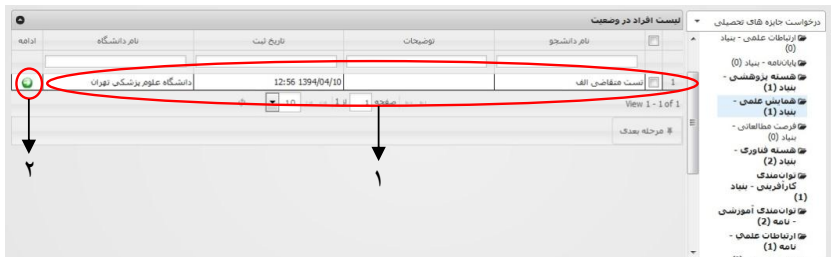 درخواست جایزه های تحصیلی
ارتباطات علمی - بنیاد
(0)
پایان‌نامه - بنیاد (0)
هسته پژوهشی -
بنیاد (1)
همایش علمی -
بنیاد (1)
فرصت مطالعاتی -
بنیاد (0)
هسته فناوری -
بنیاد (2)
توانمندی
کارآفرینی - بنیاد
(1)
توانمندی آموزشی
- نامه (2)
ارتباطات علمی -
نامه (1)
لیست افراد در وضعیت
نام دانشجو توضیحات تاریخ ثبت نام دانشگاه ادامه
1 تست متقاضی الف 1394/04/10 12:56 دانشگاه علوم پزشکی تهران
View 1 - 1 of 1 صفحه 1 از 1 10
مرحله بعدی
۱
۲